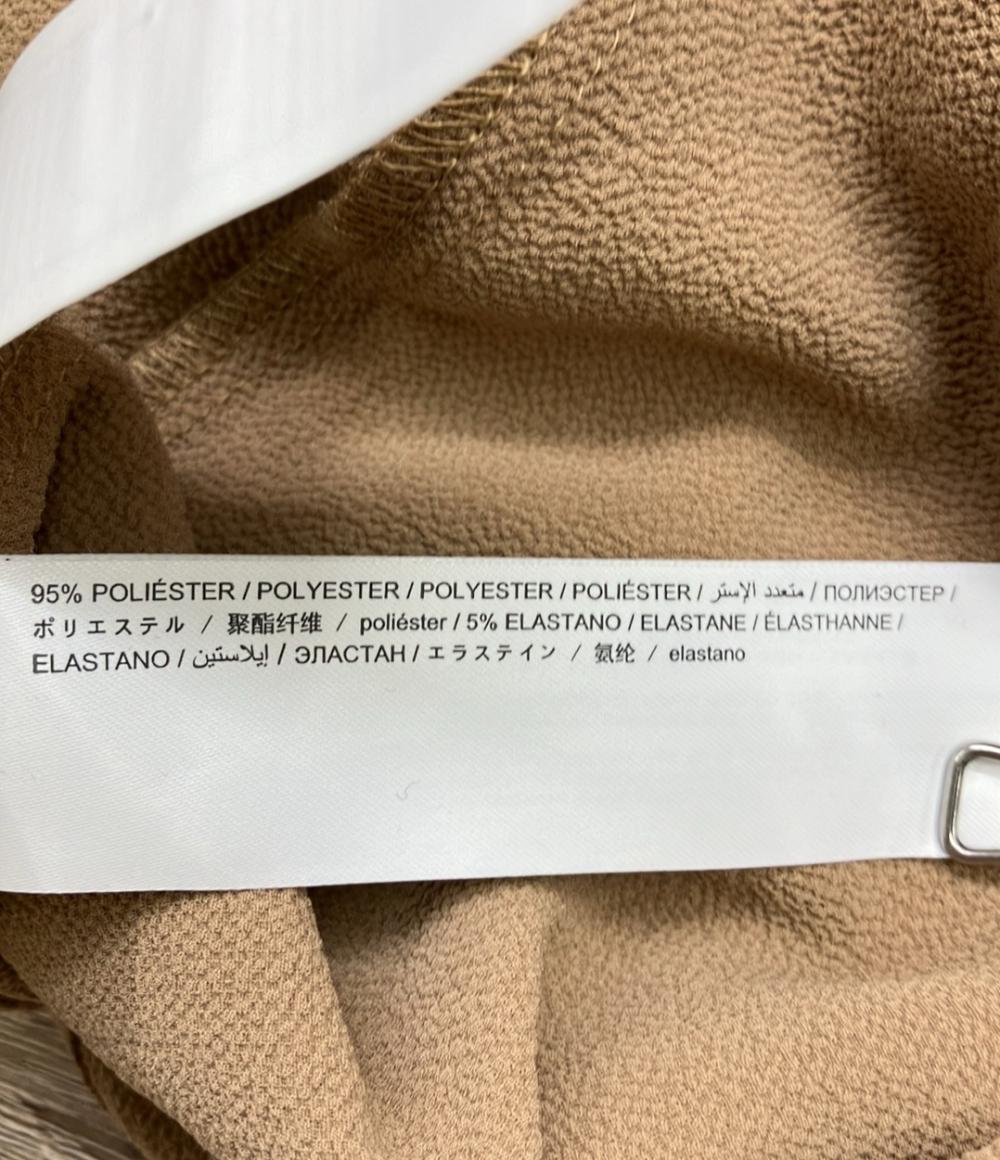 95% POLIÉSTER / POLYESTER / POLYESTER / POLIÉSTER / متعدد الإستر / ПОЛИЭСТЕР /
ポリエステル / 聚酯纤维 / poliéster / 5% ELASTANO / ELASTANE / ÉLASTHANNE /
ELASTANO / إيلاستين / ЭЛАСТАН / エラステイン / 氨纶 / elastano